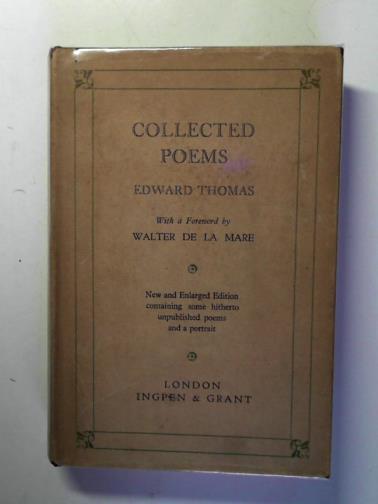 COLLECTED
POEMS
EDWARD THOMAS
With a Foreword by
WALTER DE LA MARE
New and Enlarged Edition
containing some hitherto
unpublished poems
and a portrait
LONDON
INGPEN & GRANT